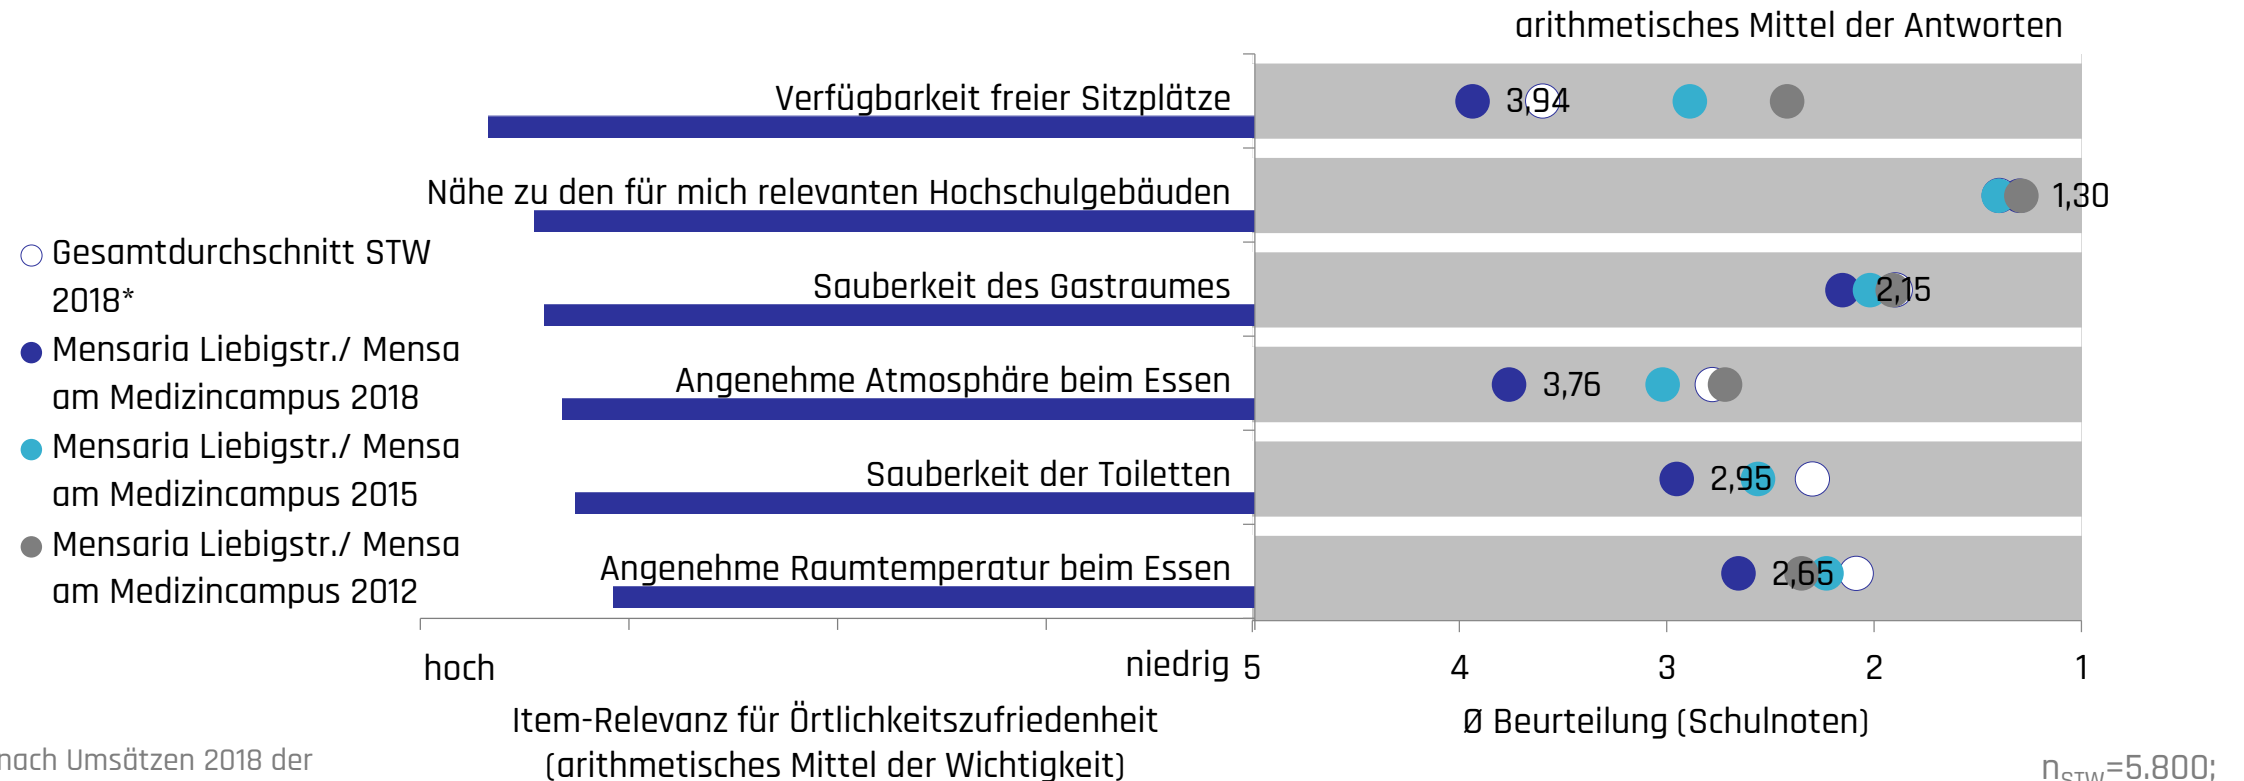 arithmetisches Mittel der Antworten
Verfügbarkeit freier Sitzplätze
3,94
Nähe zu den für mich relevanten Hochschulgebäuden
1,30
Sauberkeit des Gastraumes
2,15
Angenehme Atmosphäre beim Essen
3,76
Sauberkeit der Toiletten
2,95
Angenehme Raumtemperatur beim Essen
2,65
Gesamtdurchschnitt STW
2018*
Mensaria Liebigstr./ Mensa
am Medizincampus 2018
Mensaria Liebigstr./ Mensa
am Medizincampus 2015
Mensaria Liebigstr./ Mensa
am Medizincampus 2012
hoch
niedrig
5 4 3 2 1
Item-Relevanz für Örtlichkeitszufriedenheit
(arithmetisches Mittel der Wichtigkeit)
Ø Beurteilung (Schulnoten)
nach Umsätzen 2018 der
nSTW=5.800;